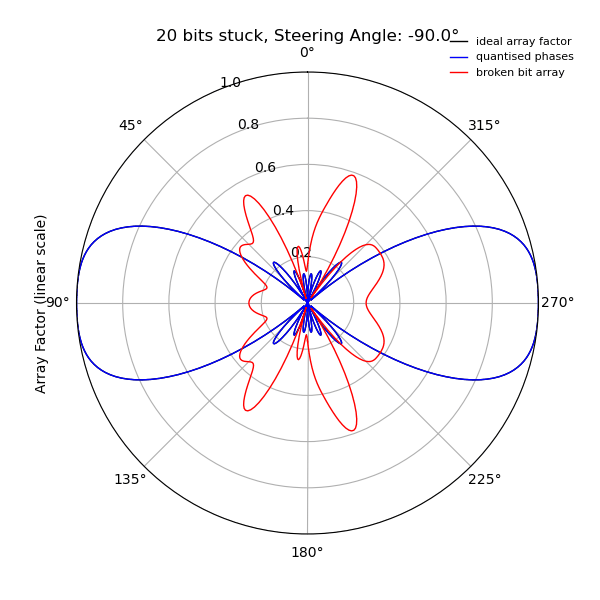 20 bits stuck, Steering Angle: -90.0°
ideal array factor
quantised phases
broken bit array
0°
45°
315°
1.0
0.8
0.6
0.4
0.2
90°
270°
Array Factor (linear scale)
135°
225°
180°